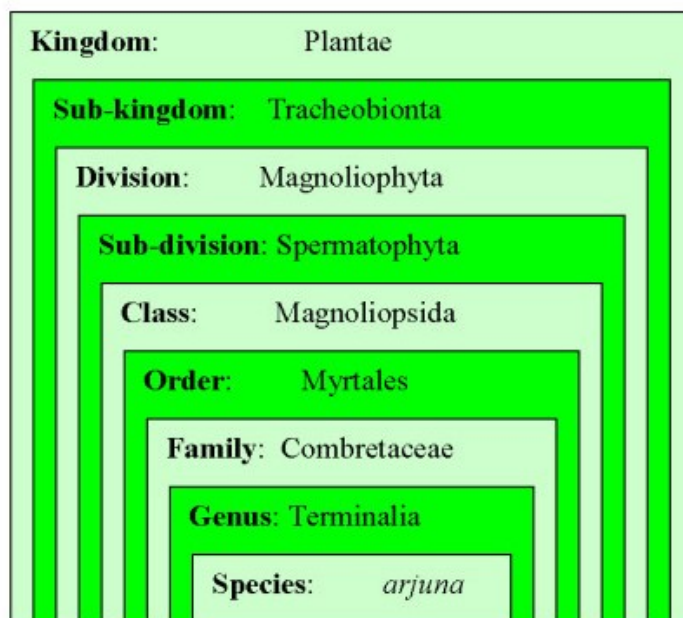 Kingdom: Plantae
Sub-kingdom: Tracheobionta
Division: Magnoliophyta
Sub-division: Spermatophyta
Class: Magnoliopsida
Order: Myrtales
Family: Combretaceae
Genus: Terminalia
Species: arjuna